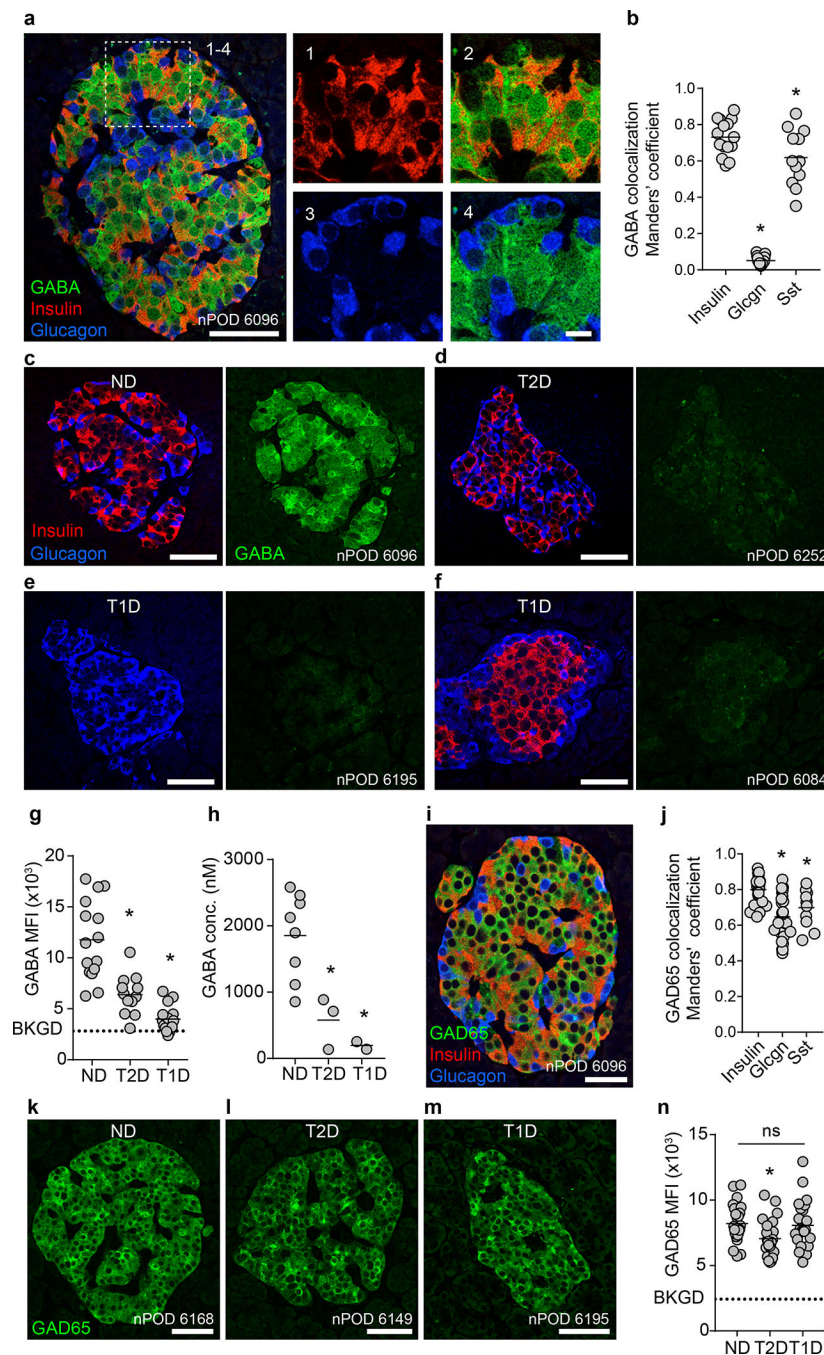 a
1-4
GABA
Insulin
Glucagon
nPOD 6096
1
2
3
4
b
GABA colocalization
Manders' coefficient
1.0
0.8
0.6
0.4
0.2
0.0
*
*
Insulin
Glcgn
Sst
c
ND
Insulin
Glucagon
GABA
nPOD 6096
d
T2D
nPOD 6252
e
T1D
nPOD 6195
f
T1D
nPOD 6084
g
GABA MFI (x10³)
20
15
10
5
0
BKGD
*
*
ND
T2D
T1D
h
GABA conc. (nM)
3000
2000
1000
0
*
*
ND
T2D
T1D
i
GAD65
Insulin
Glucagon
nPOD 6096
j
GAD65 colocalization
Manders' coefficient
1.0
0.8
0.6
0.4
0.2
0.0
*
*
Insulin
Glcgn
Sst
k
ND
GAD65
nPOD 6168
l
T2D
nPOD 6149
m
T1D
nPOD 6195
n
GAD65 MFI (x10³)
15
10
5
0
BKGD
ns
*
ND T2D T1D